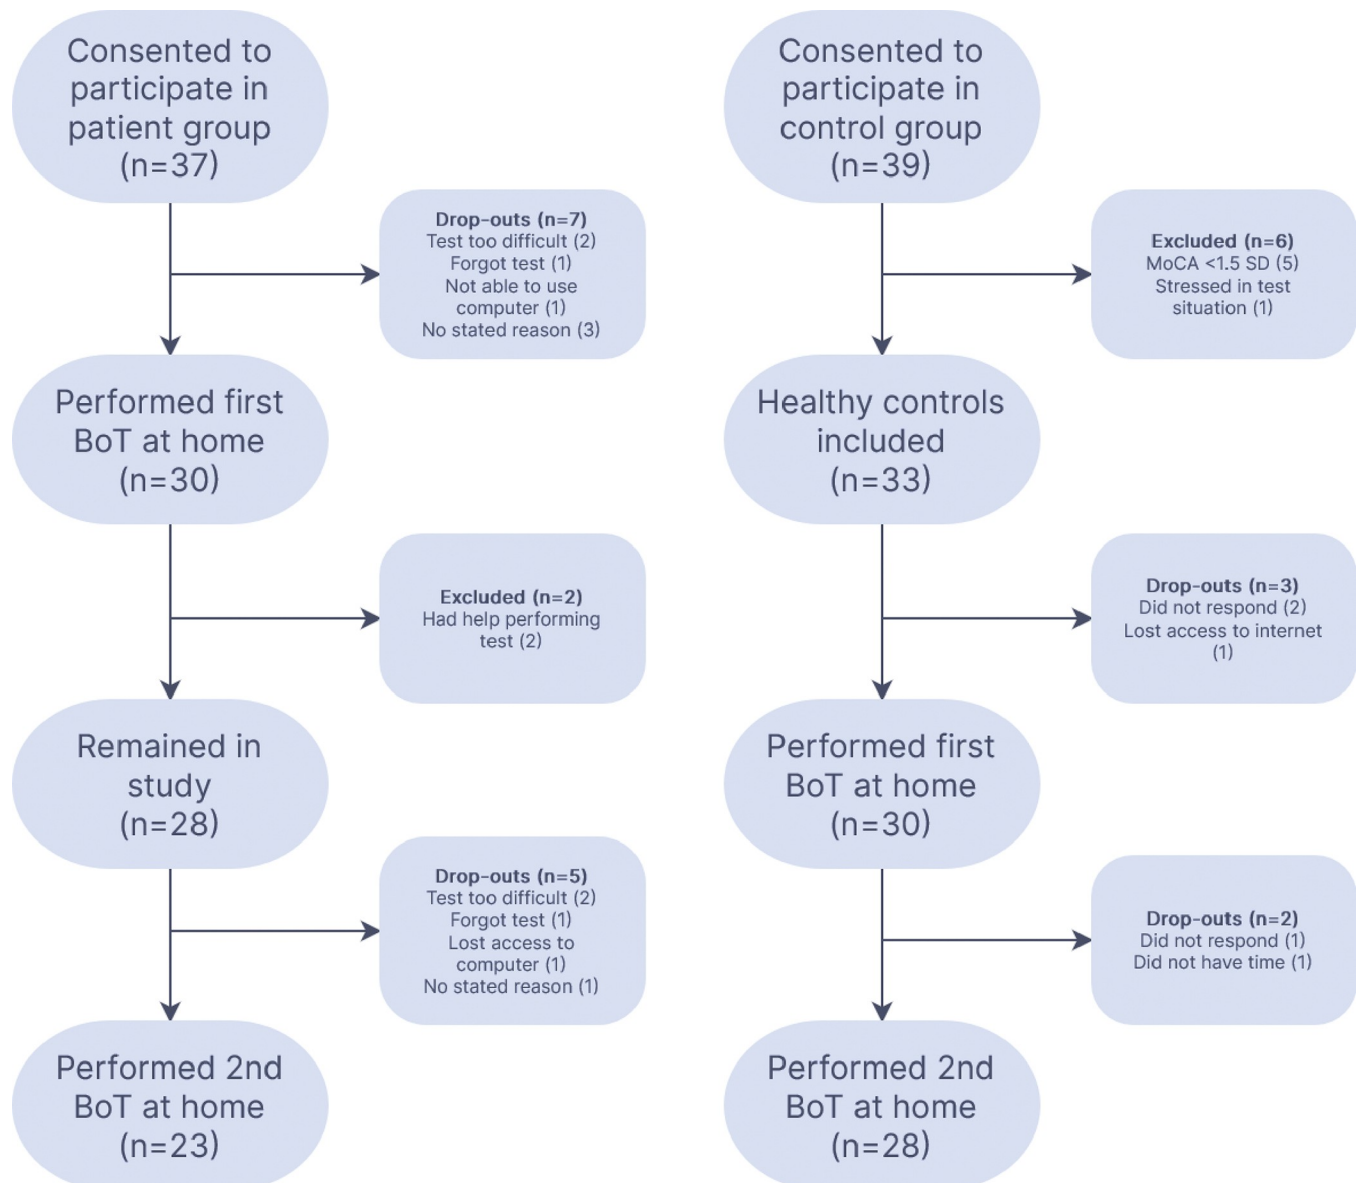 Consented to
participate in
patient group
(n=37)
Drop-outs (n=7)
Test too difficult (2)
Forgot test (1)
Not able to use
computer (1)
No stated reason (3)
Performed first
BoT at home
(n=30)
Excluded (n=2)
Had help performing
test (2)
Remained in
study
(n=28)
Drop-outs (n=5)
Test too difficult (2)
Forgot test (1)
Lost access to
computer (1)
No stated reason (1)
Performed 2nd
BoT at home
(n=23)
Consented to
participate in
control group
(n=39)
Excluded (n=6)
MoCA <1.5 SD (5)
Stressed in test
situation (1)
Healthy controls
included
(n=33)
Drop-outs (n=3)
Did not respond (2)
Lost access to internet
(1)
Performed first
BoT at home
(n=30)
Drop-outs (n=2)
Did not respond (1)
Did not have time (1)
Performed 2nd
BoT at home
(n=28)